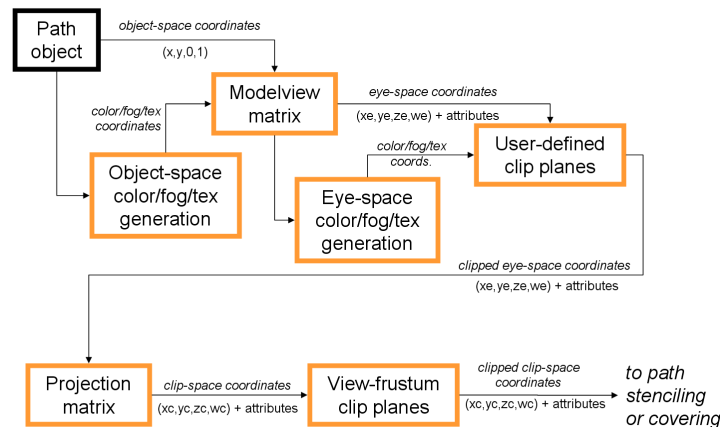 Path
object
object-space coordinates
(x,y,0,1)
Modelview
matrix
eye-space coordinates
(xe,ye,ze,we) + attributes
color/fog/tex
coordinates
Object-space
color/fog/tex
generation
color/fog/tex
coords.
Eye-space
color/fog/tex
generation
User-defined
clip planes
clipped eye-space coordinates
(xe,ye,ze,we) + attributes
Projection
matrix
clip-space coordinates
(xc,yc,zc,wc) + attributes
View-frustum
clip planes
clipped clip-space
coordinates
(xc,yc,zc,wc) + attributes
to path
stenciling
or covering